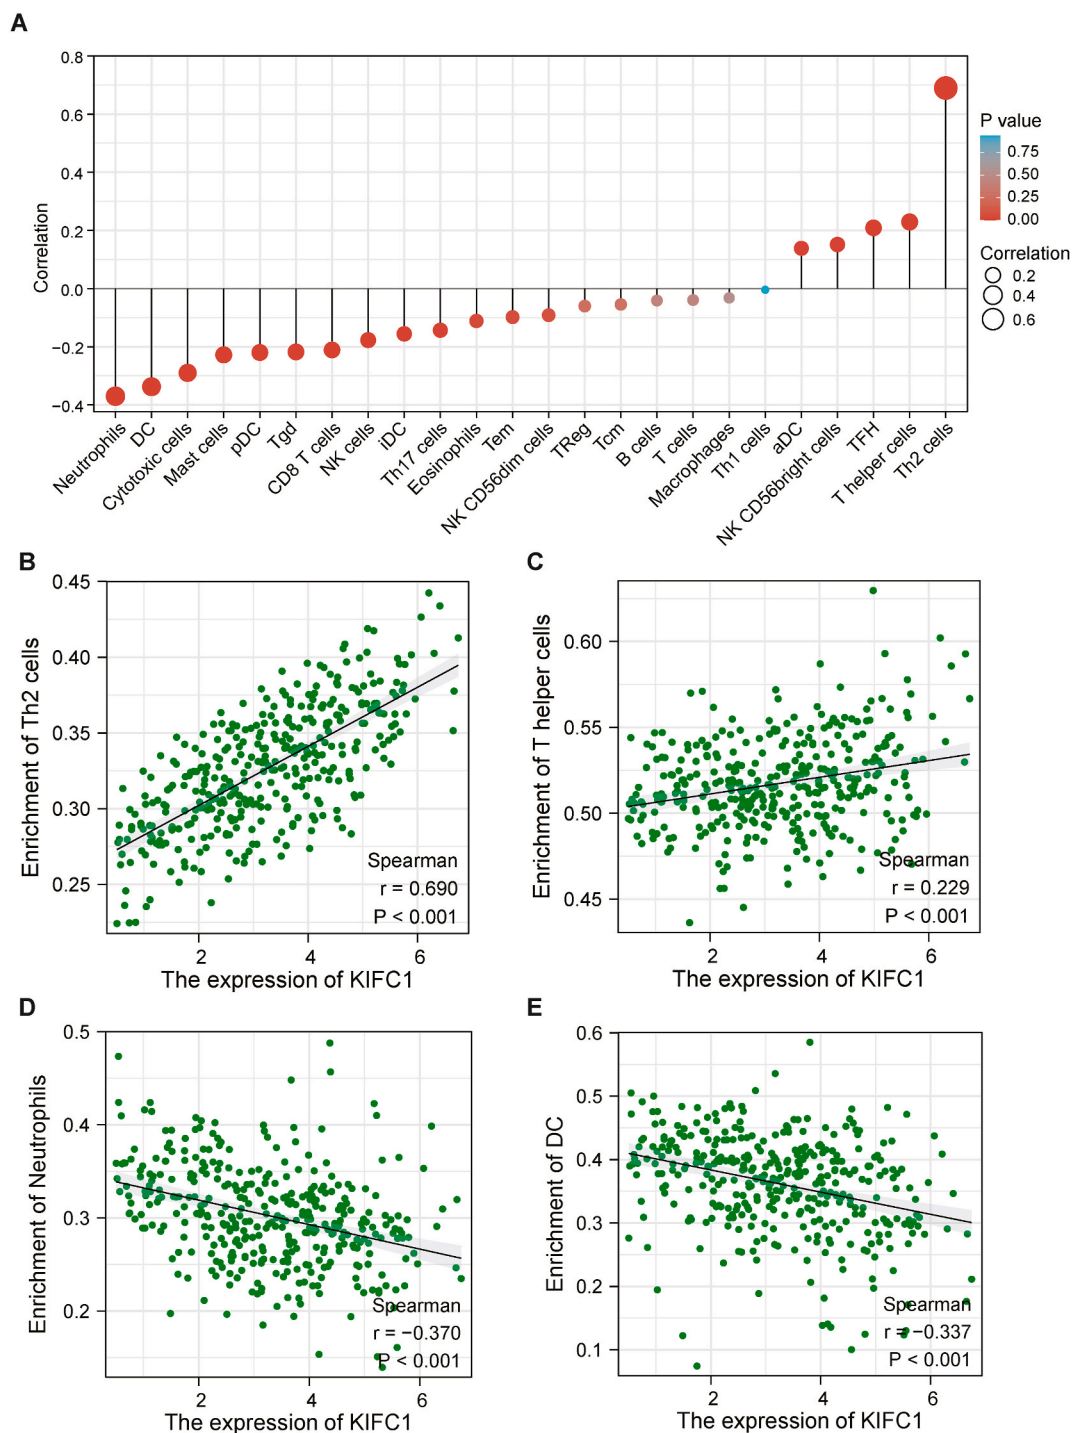 A
0.8
0.6
0.4
0.2
0.0
−0.2
−0.4
Correlation
Neutrophils
DC
Cytotoxic cells
Mast cells
pDC
Tgd
CD8 T cells
NK cells
iDC
Th17 cells
Eosinophils
Tem
NK CD56dim cells
TReg
Tcm
B cells
T cells
Macrophages
Th1 cells
aDC
NK CD56bright cells
TFH
T helper cells
Th2 cells
P value
0.75
0.50
0.25
0.00
Correlation
0.2
0.4
0.6
B
0.45
0.40
0.35
0.30
0.25
Enrichment of Th2 cells
Spearman
r = 0.690
P < 0.001
2 4 6
The expression of KIFC1
C
0.60
0.55
0.50
0.45
Enrichment of T helper cells
Spearman
r = 0.229
P < 0.001
2 4 6
The expression of KIFC1
D
0.5
0.4
0.3
0.2
Enrichment of Neutrophils
Spearman
r = −0.370
P < 0.001
2 4 6
The expression of KIFC1
E
0.6
0.5
0.4
0.3
0.2
0.1
Enrichment of DC
Spearman
r = −0.337
P < 0.001
2 4 6
The expression of KIFC1